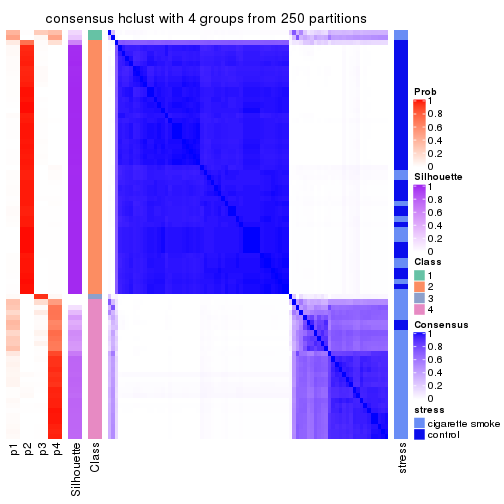 consensus hclust with 4 groups from 250 partitions
Prob
1
0.8
0.6
0.4
0.2
0
Silhouette
1
0.8
0.6
0.4
0.2
0
Class
1
2
3
4
Consensus
1
0.8
0.6
0.4
0.2
0
stress
cigarette smoke
control
p1
p2
p3
p4
Silhouette
Class
stress